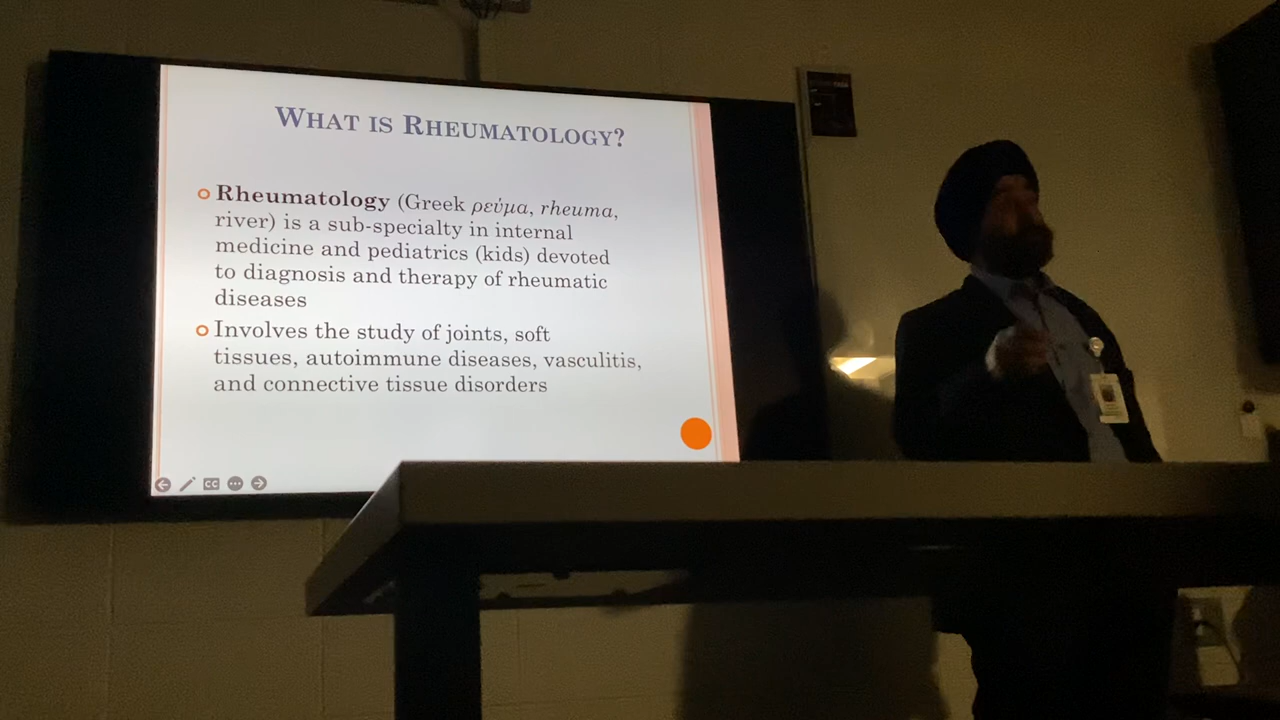 WHAT IS RHEUMATOLOGY?
Rheumatology (Greek ρεύμα, rheuma,
river) is a sub-specialty in internal
medicine and pediatrics (kids) devoted
to diagnosis and therapy of rheumatic
diseases
Involves the study of joints, soft
tissues, autoimmune diseases, vasculitis,
and connective tissue disorders
CC